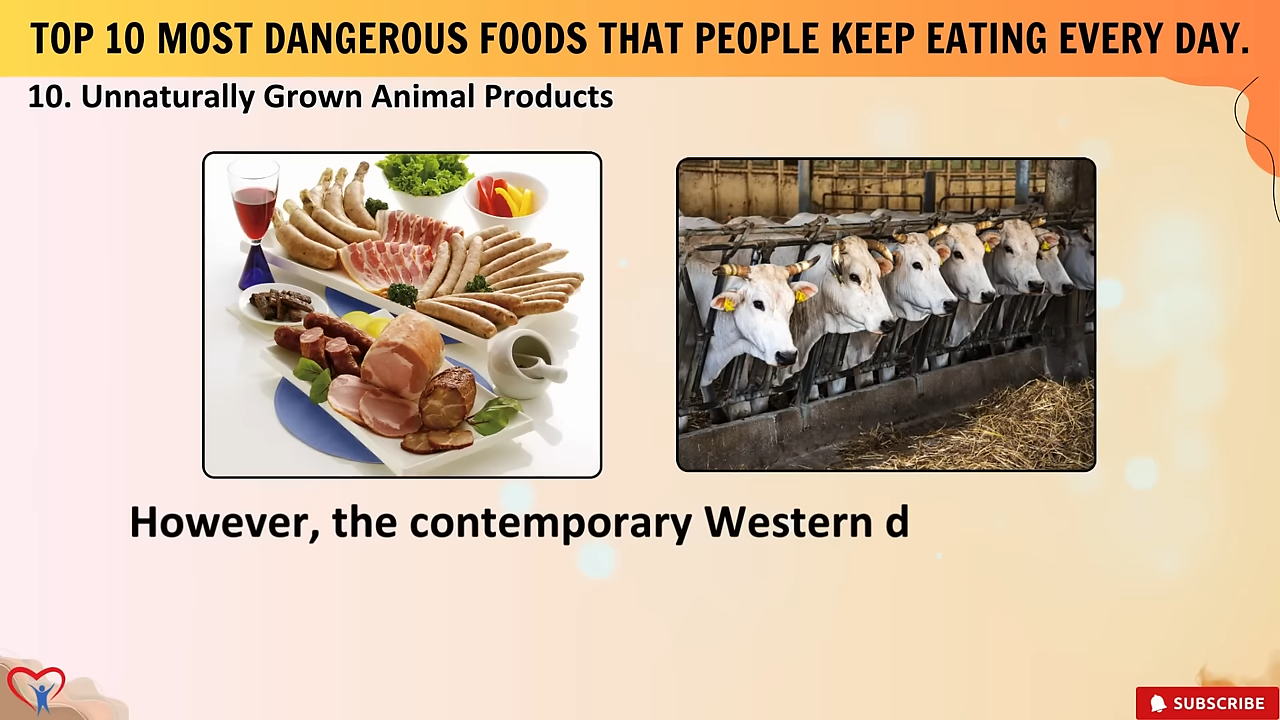 TOP 10 MOST DANGEROUS FOODS THAT PEOPLE KEEP EATING EVERY DAY.
10. Unnaturally Grown Animal Products
However, the contemporary Western d
SUBSCRIBE